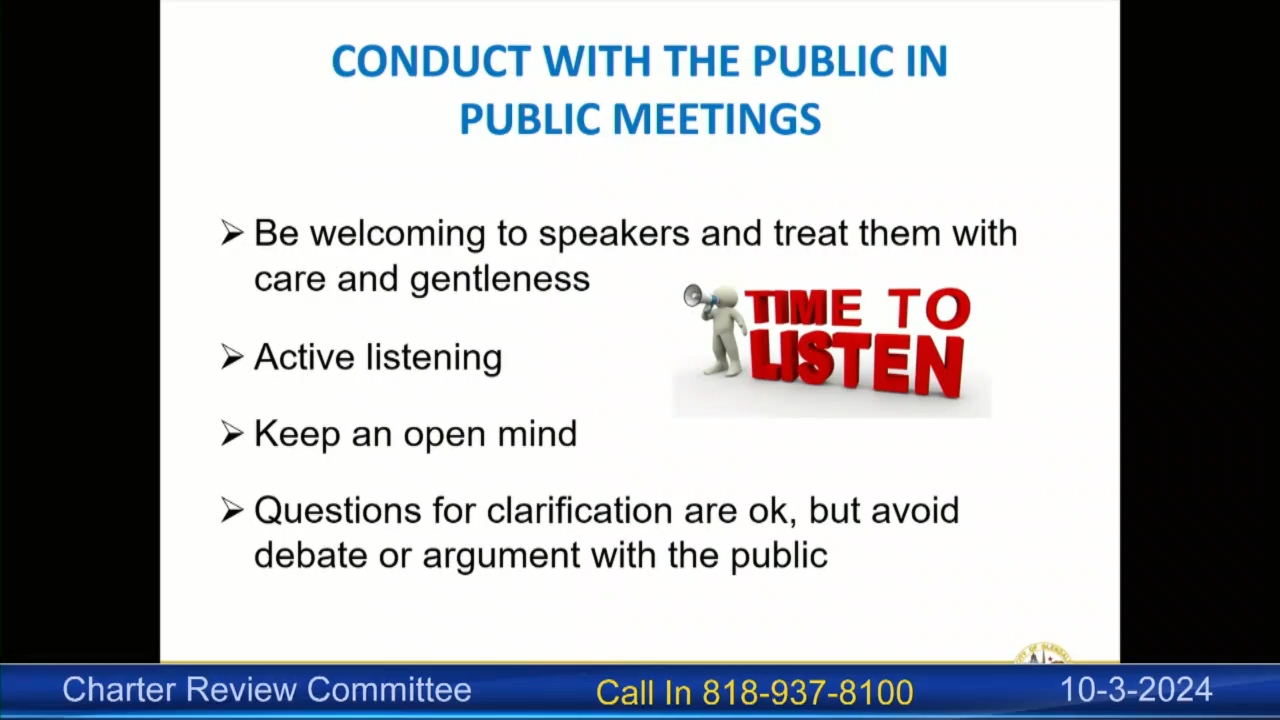 CONDUCT WITH THE PUBLIC IN
PUBLIC MEETINGS
Be welcoming to speakers and treat them with
care and gentleness
TIME TO
LISTEN
Active listening
Keep an open mind
Questions for clarification are ok, but avoid
debate or argument with the public
Charter Review Committee
Call In 818-937-8100
10-3-2024